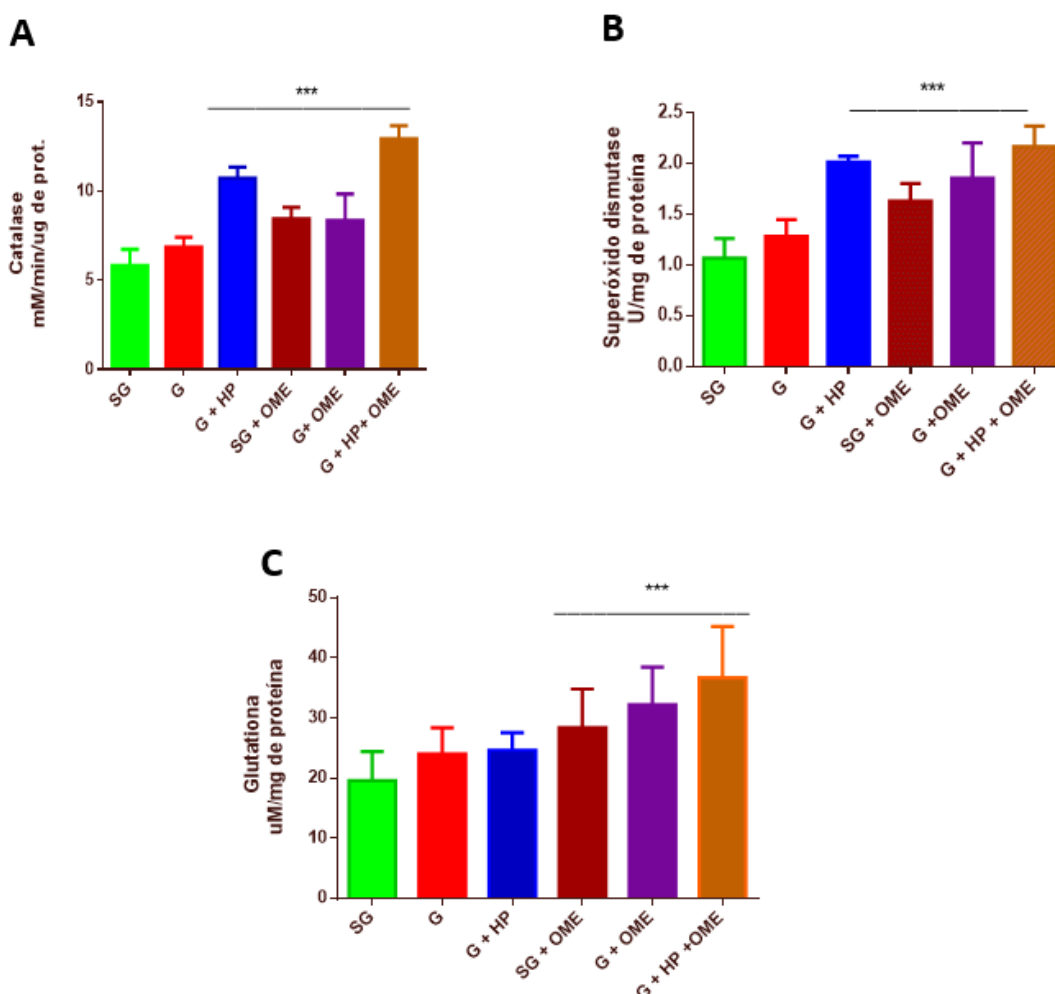 A
***
Catalase
mM/min/ug de prot.
15
10
5
0
SG
G
G + HP
SG + OME
G+ OME
G + HP+ OME
B
***
Superóxido dismutase
U/mg de proteína
2.5
2.0
1.5
1.0
0.5
0.0
SG
G
G + HP
SG + OME
G +OME
G + HP + OME
C
***
Glutationa
uM/mg de proteína
50
40
30
20
10
0
SG
G
G + HP
SG + OME
G + OME
G + HP +OME